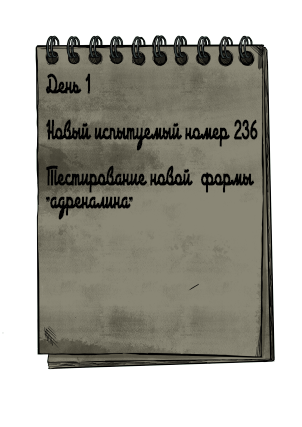 День 1
Новый испытуемый номер 236
Тестирование новой формы
"адреналина"